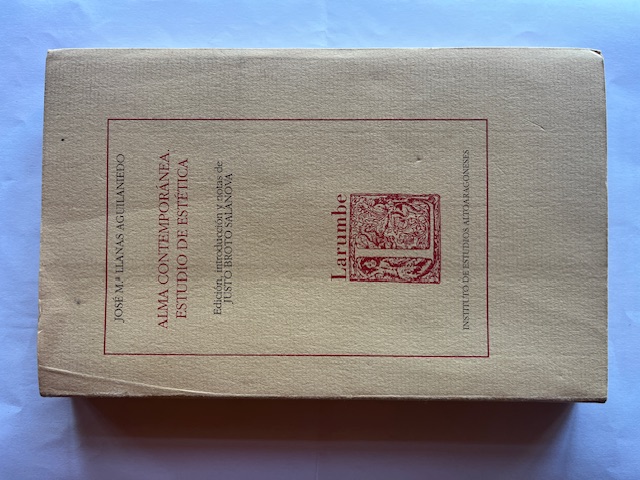 JOSÉ M.ª LLANAS AGUILANIEDO
ALMA CONTEMPORÁNEA.
ESTUDIO DE ESTÉTICA
Edición, introducción y notas de
JUSTO BROTO SALANOVA
Larumbe
L
INSTITUTO DE ESTUDIOS ALTOARAGONESES